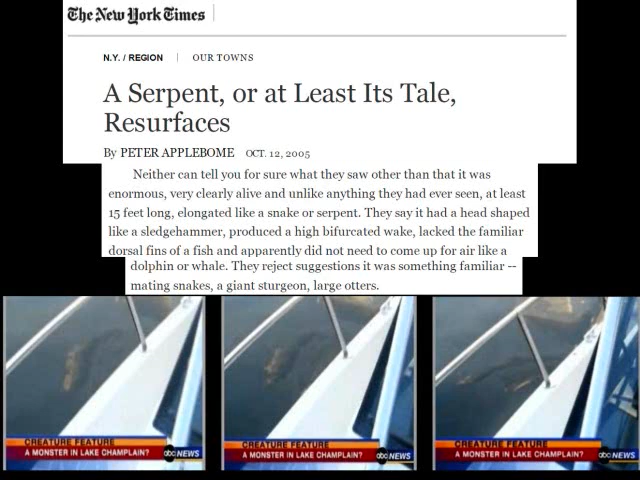 The New York Times
N.Y. / REGION | OUR TOWNS
A Serpent, or at Least Its Tale,
Resurfaces
By PETER APPLEBOME OCT. 12, 2005
Neither can tell you for sure what they saw other than that it was
enormous, very clearly alive and unlike anything they had ever seen, at least
15 feet long, elongated like a snake or serpent. They say it had a head shaped
like a sledgehammer, produced a high bifurcated wake, lacked the familiar
dorsal fins of a fish and apparently did not need to come up for air like a
dolphin or whale. They reject suggestions it was something familiar --
mating snakes, a giant sturgeon, large otters.
CREATURE FEATURE
A MONSTER IN LAKE CHAMPLAIN? abc NEWS
CREATURE FEATURE
A MONSTER IN LAKE CHAMPLAIN? abc NEWS
CREATURE FEATURE
A MONSTER IN LAKE CHAMPLAIN? abc NEWS